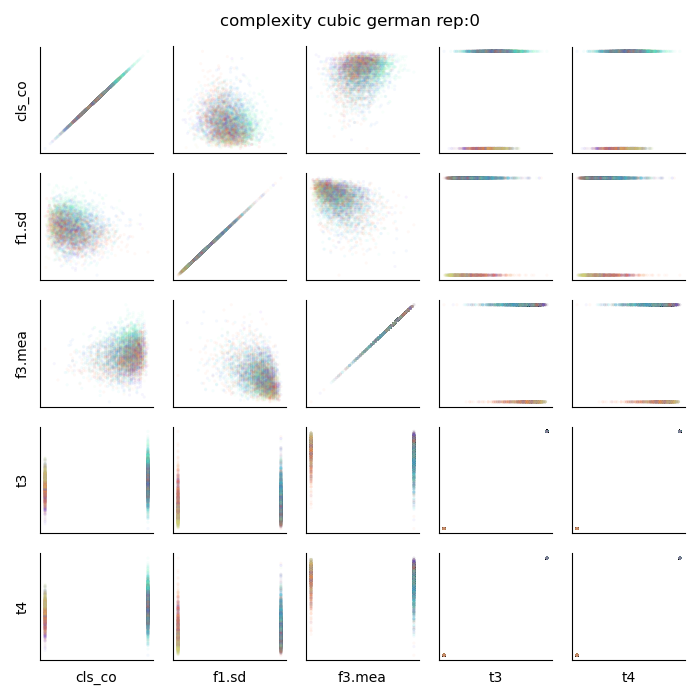 complexity cubic german rep:0
cls_co
f1.sd
f3.mea
t3
t4
cls_co f1.sd f3.mea t3 t4